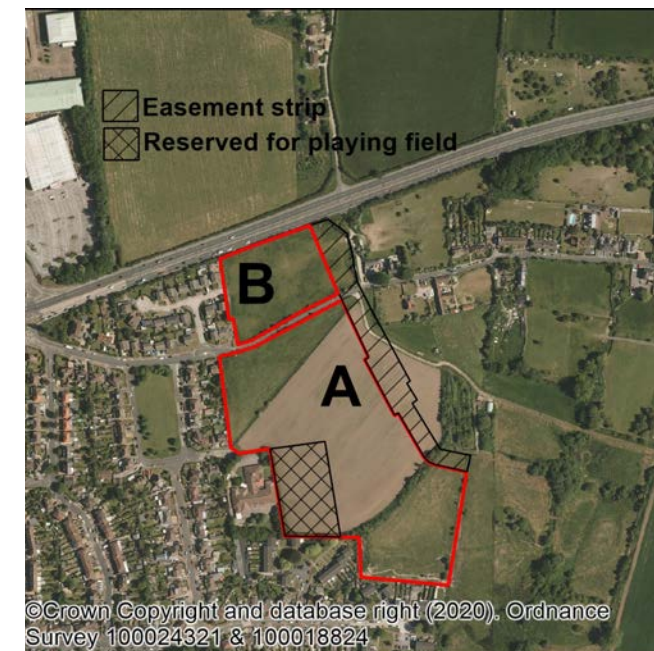 Easement strip
Reserved for playing field
B
A
©Crown Copyright and database right (2020). Ordnance
Survey 100024321 & 100018824